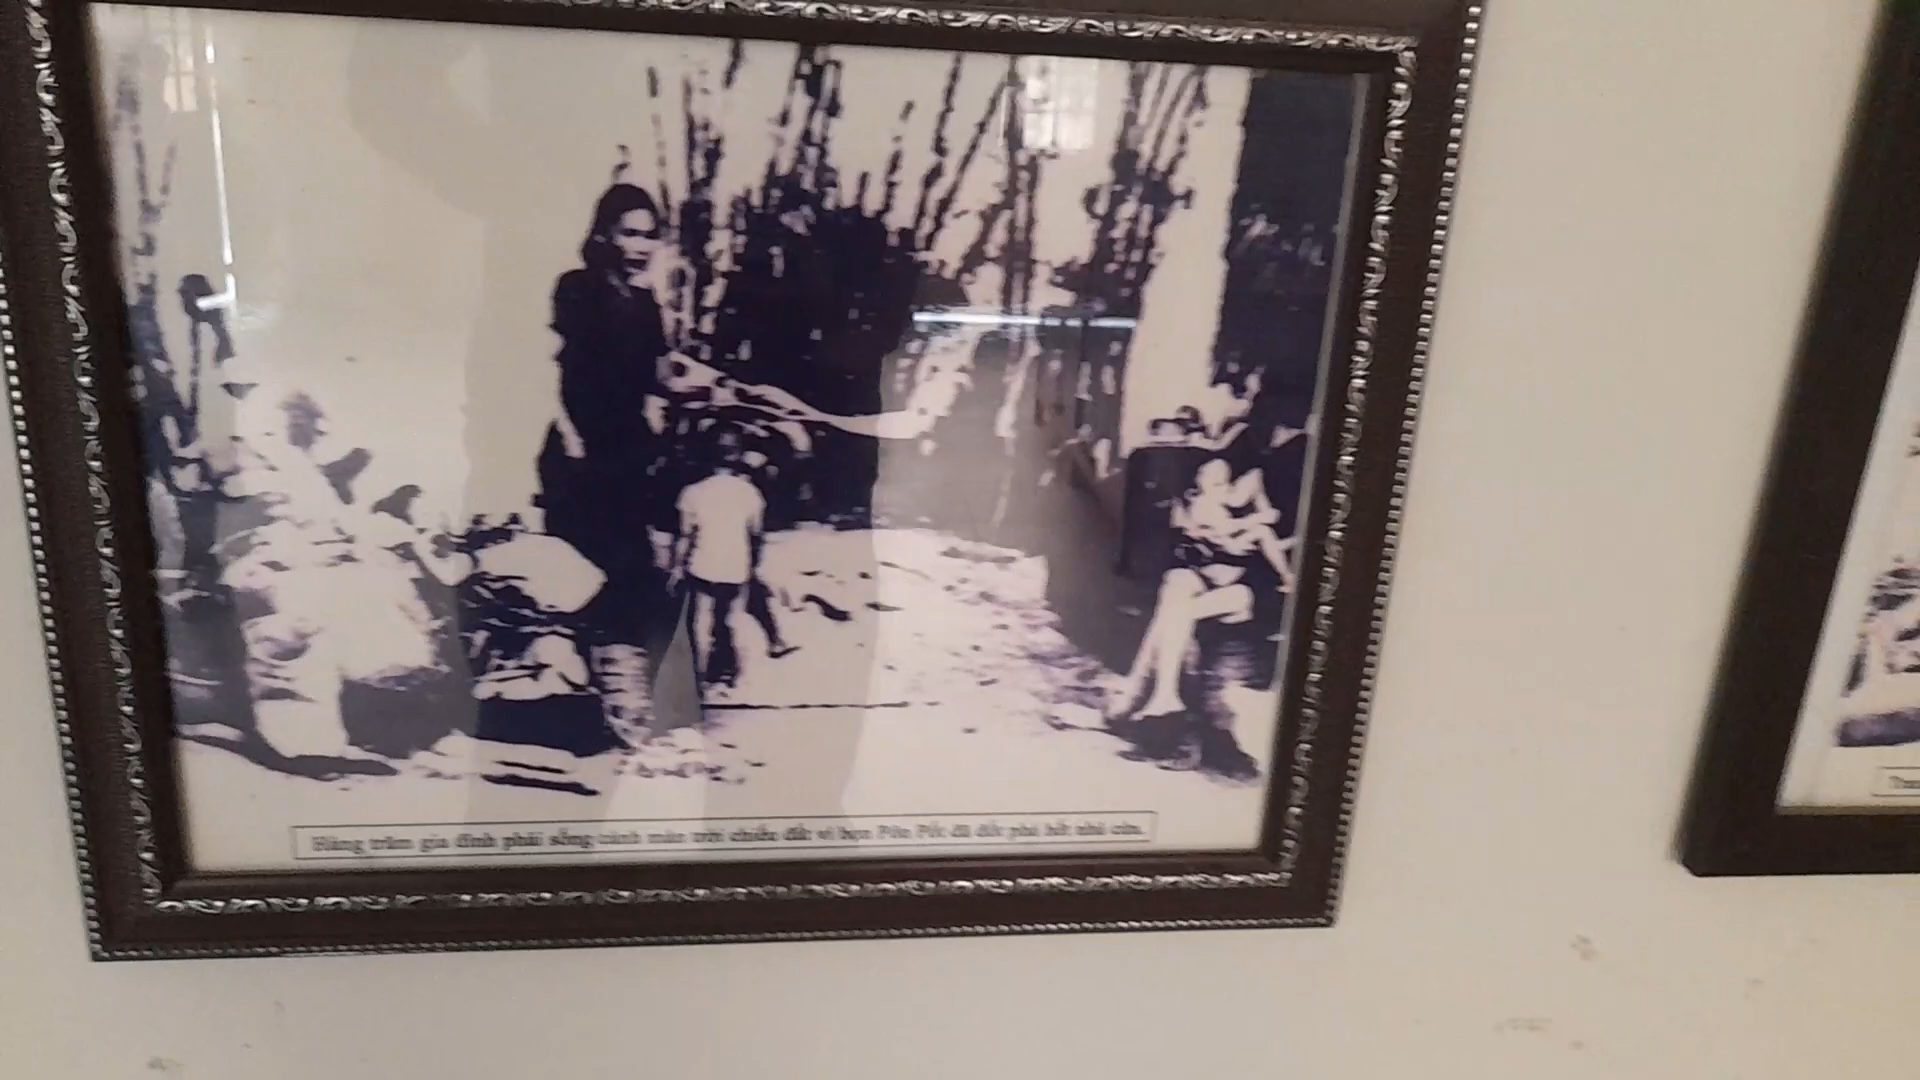 Hàng trăm gia đình phải sống cảnh màn trời chiếu đất vì bọn Pôn Pốt đã đốt phá hết nhà cửa.